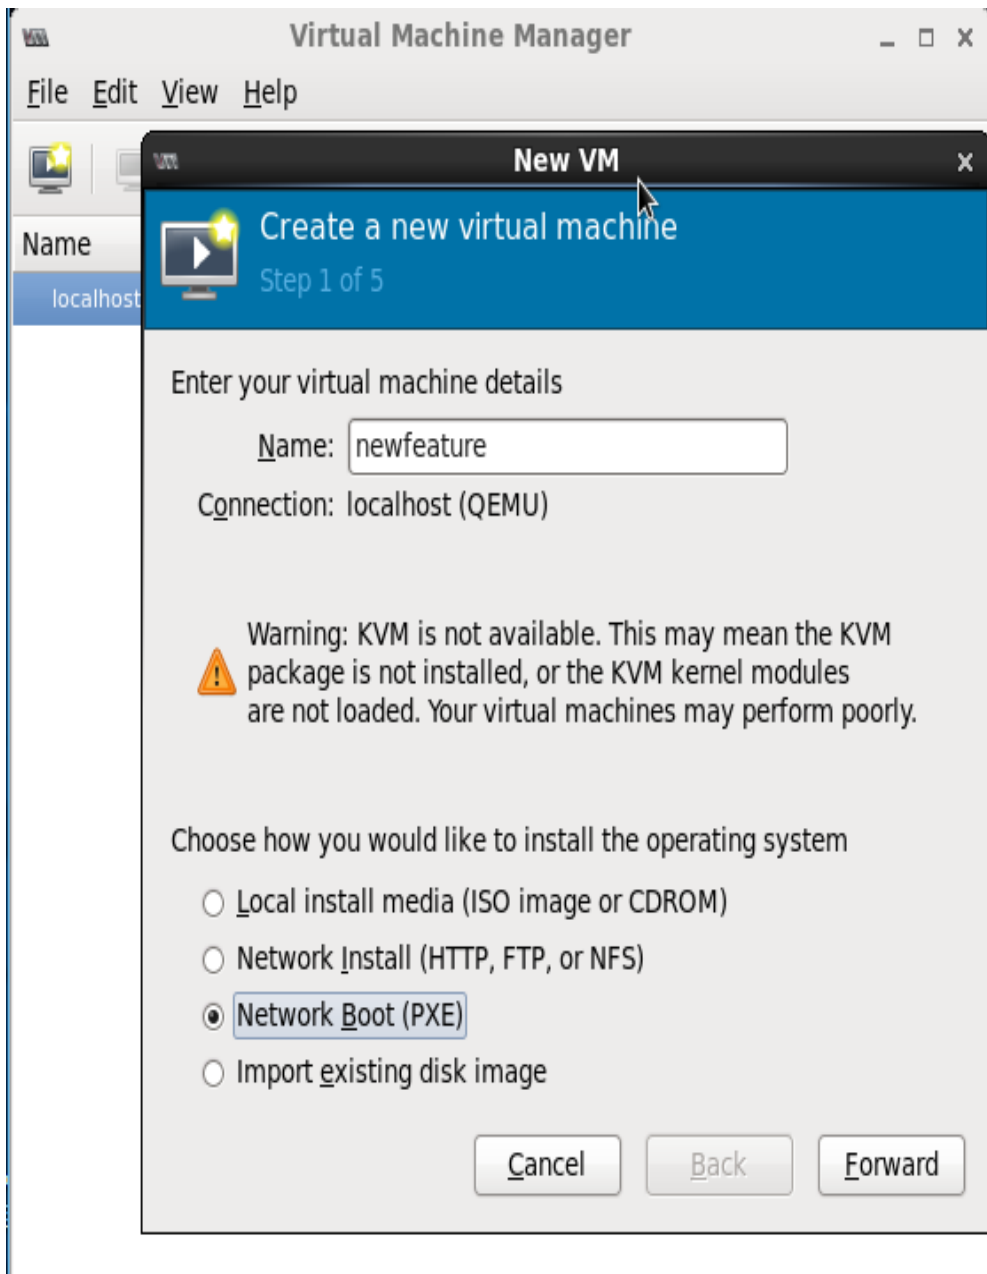 Virtual Machine Manager
File Edit View Help
New VM
Create a new virtual machine
Step 1 of 5
Name
localhost
Enter your virtual machine details
Name: newfeature
Connection: localhost (QEMU)
Warning: KVM is not available. This may mean the KVM
package is not installed, or the KVM kernel modules
are not loaded. Your virtual machines may perform poorly.
Choose how you would like to install the operating system
Local install media (ISO image or CDROM)
Network Install (HTTP, FTP, or NFS)
Network Boot (PXE)
Import existing disk image
Cancel Back Forward